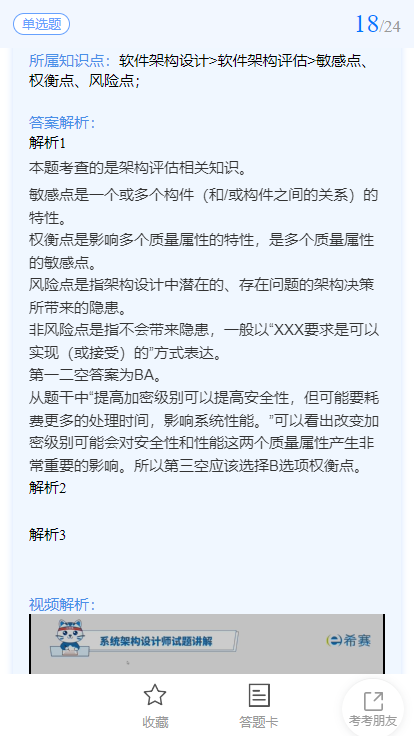 单选题
18/24
所属知识点：软件架构设计>软件架构评估>敏感点、
权衡点、风险点；
答案解析：
解析1
本题考查的是架构评估相关知识。
敏感点是一个或多个构件（和/或构件之间的关系）的
特性。
权衡点是影响多个质量属性的特性，是多个质量属性
的敏感点。
风险点是指架构设计中潜在的、存在问题的架构决策
所带来的隐患。
非风险点是指不会带来隐患，一般以“XXX要求是可以
实现（或接受）的”方式表达。
第一二空答案为BA。
从题干中“提高加密级别可以提高安全性，但可能要耗
费更多的处理时间，影响系统性能。”可以看出改变加
密级别可能会对安全性和性能这两个质量属性产生非
常重要的影响。所以第三空应该选择B选项权衡点。
解析2
解析3
视频解析：
系统架构设计师试题讲解
希赛
收藏
答题卡
考考朋友